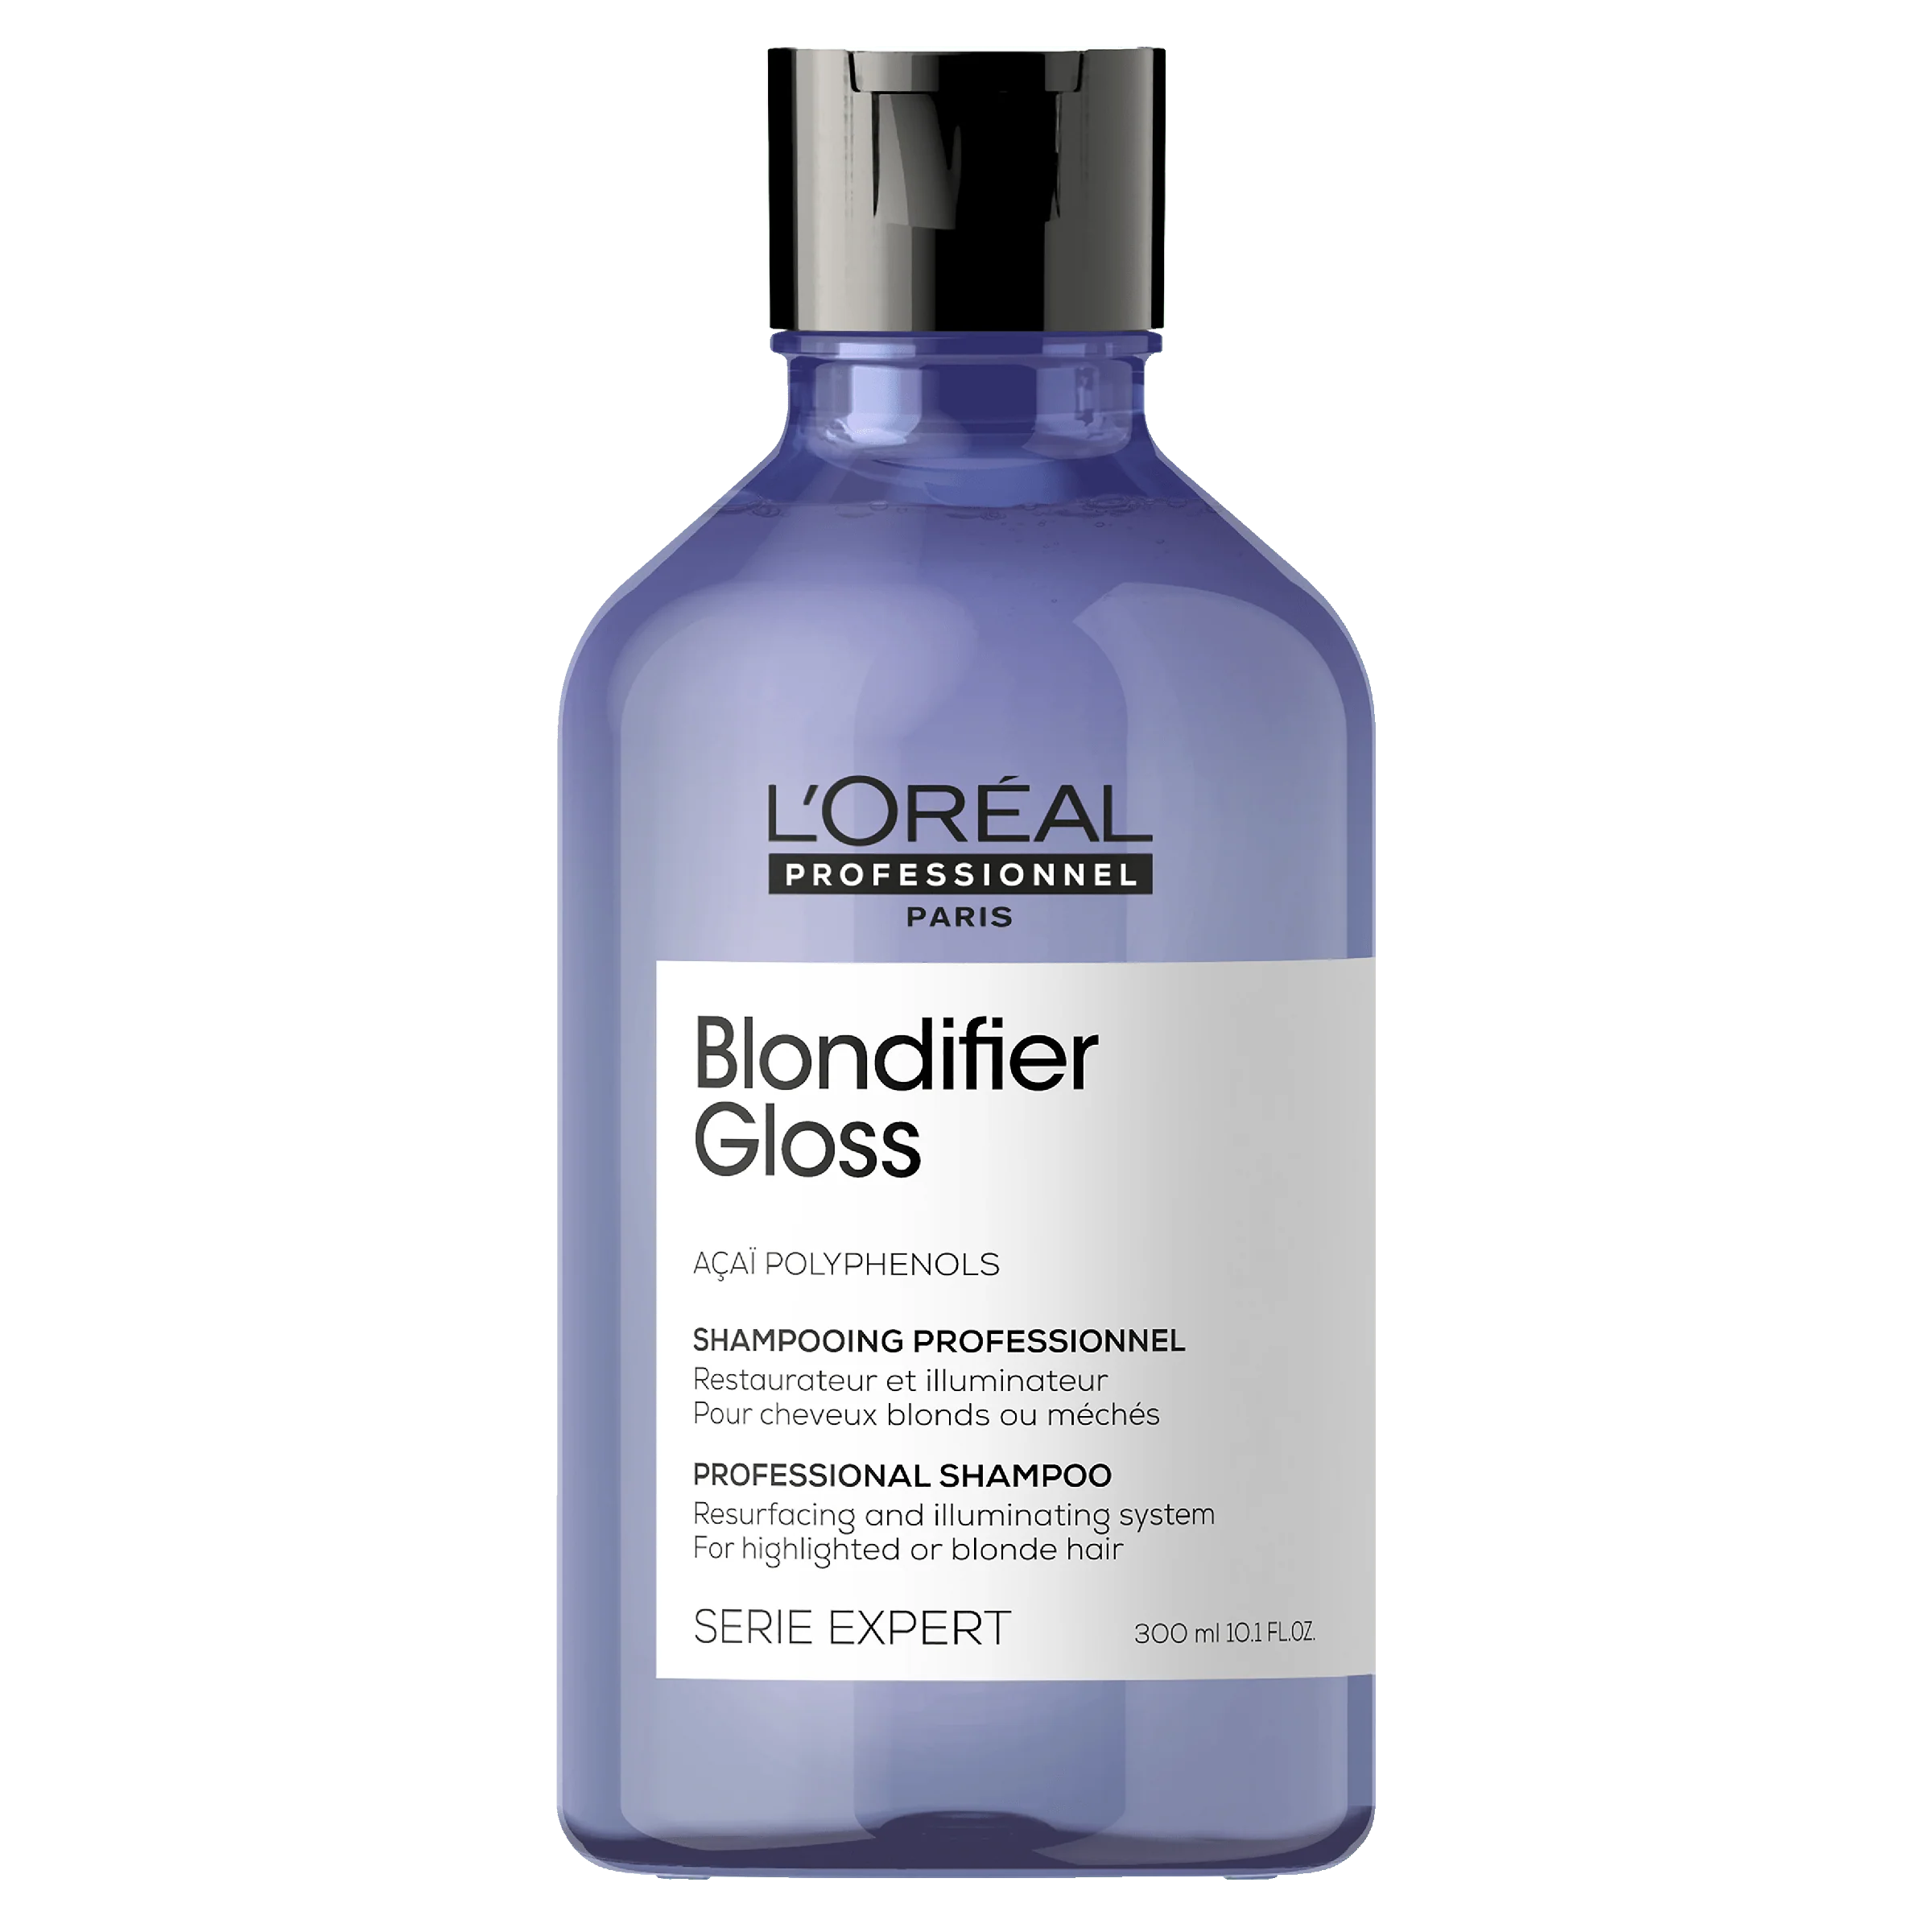 L'ORÉAL
PROFESSIONNEL
PARIS
Blondifier
Gloss
AÇAÏ POLYPHENOLS
SHAMPOOING PROFESSIONNEL
Restaurateur et illuminateur
Pour cheveux blonds ou méchés
PROFESSIONAL SHAMPOO
Resurfacing and illuminating system
For highlighted or blonde hair
SERIE EXPERT
300 ml 10.1 FL.OZ.